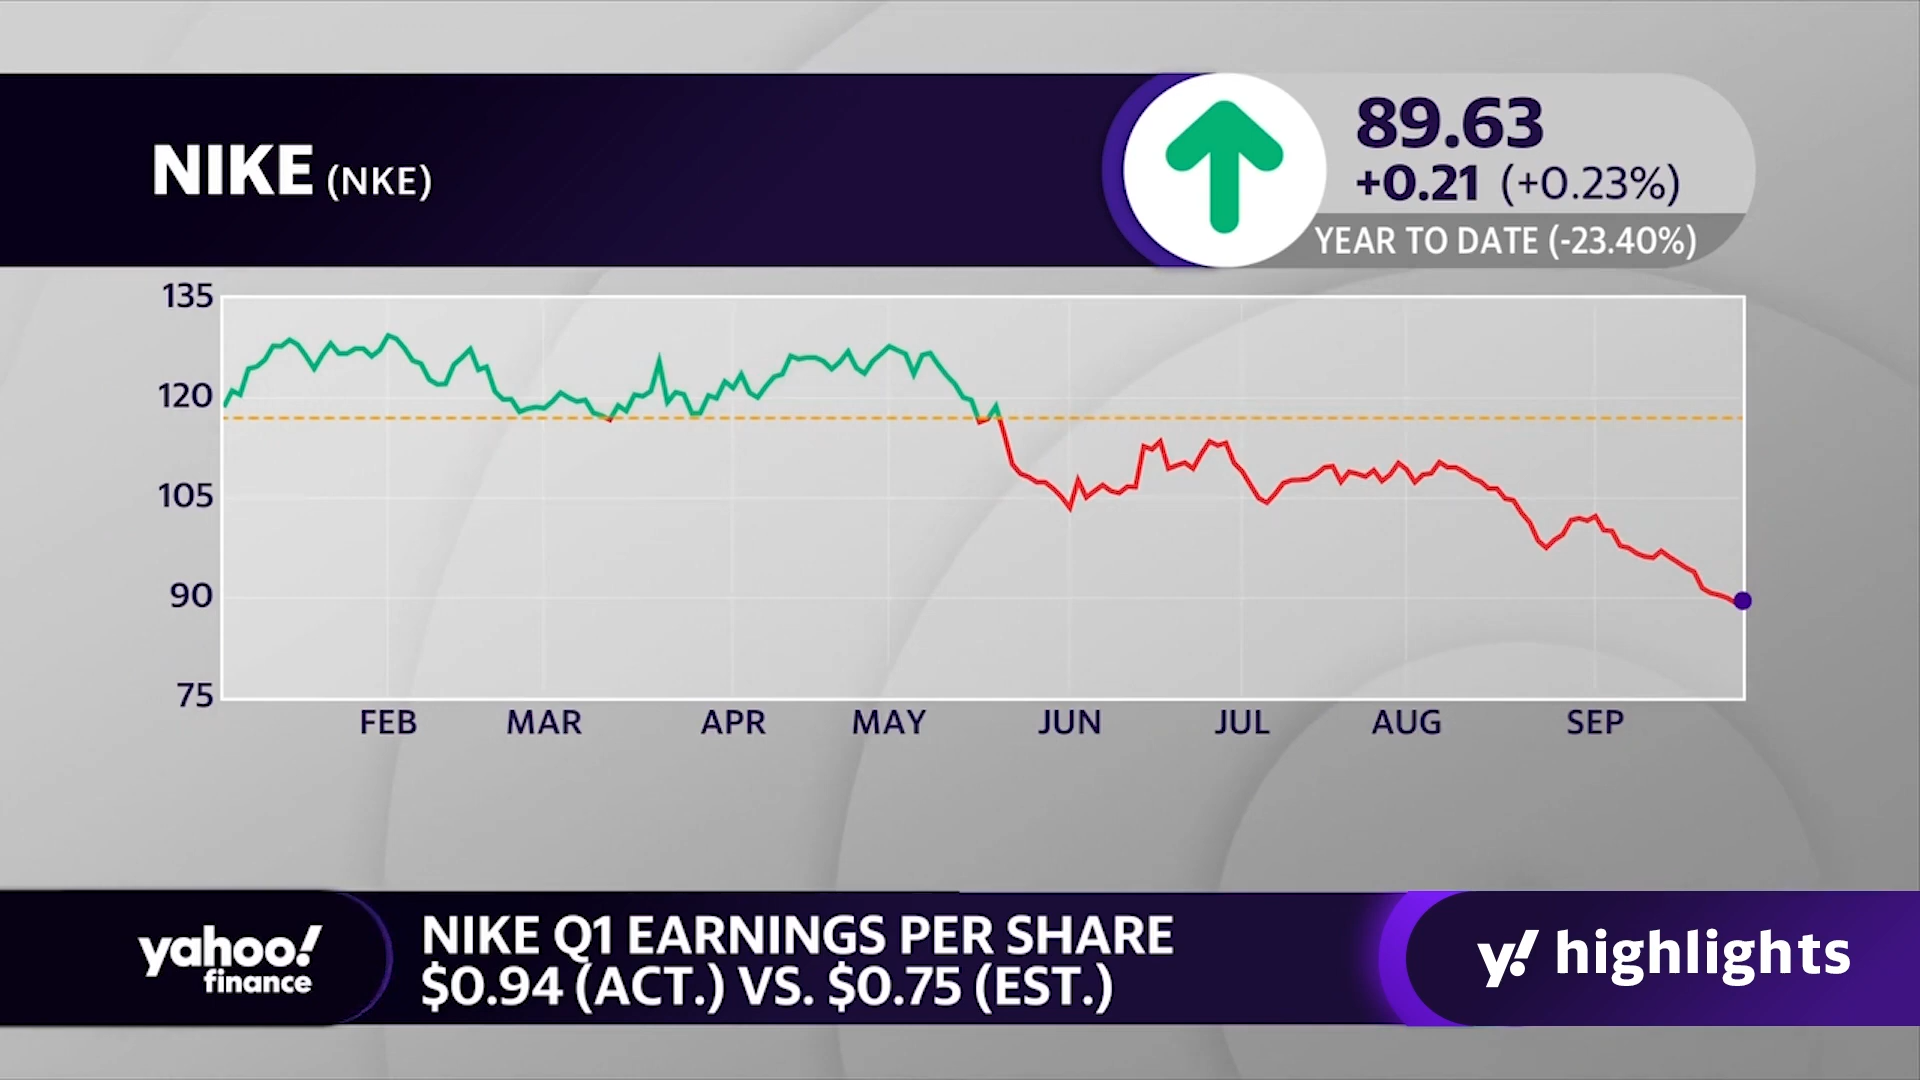 NIKE (NKE)
89.63
+0.21 (+0.23%)
YEAR TO DATE (-23.40%)
135
120
105
90
75
FEB MAR APR MAY JUN JUL AUG SEP
yahoo!
finance
NIKE Q1 EARNINGS PER SHARE
$0.94 (ACT.) VS. $0.75 (EST.)
y! highlights